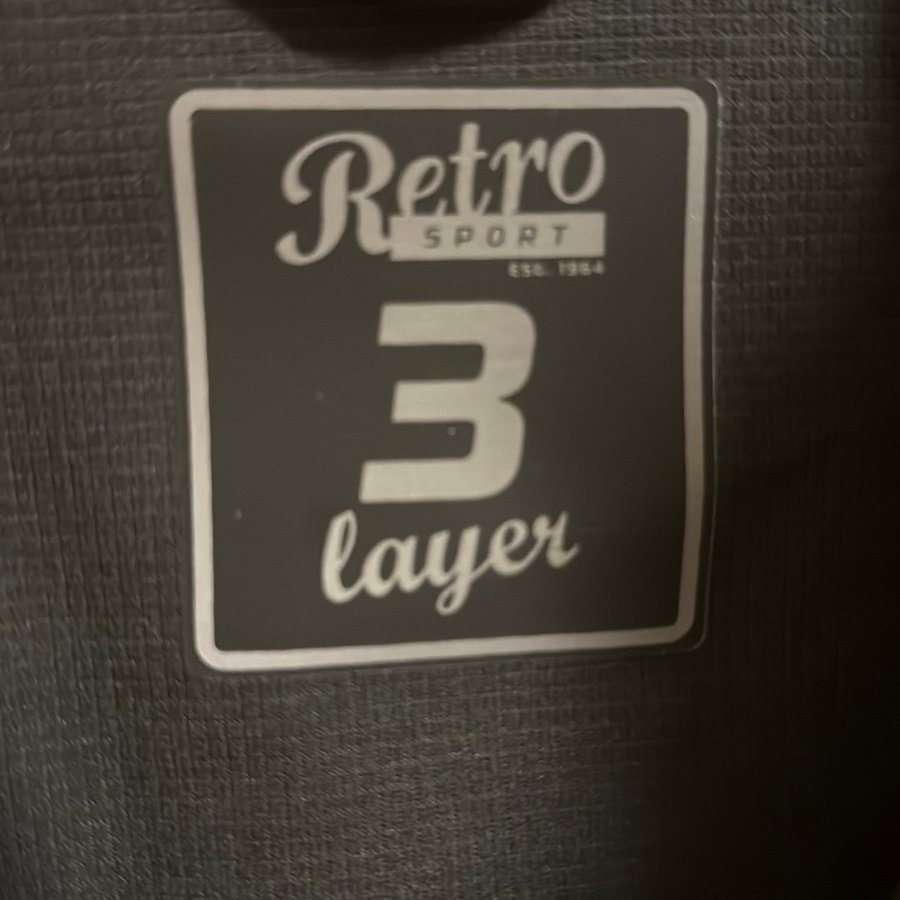 Retro
SPORT
EST. 1964
3
layer